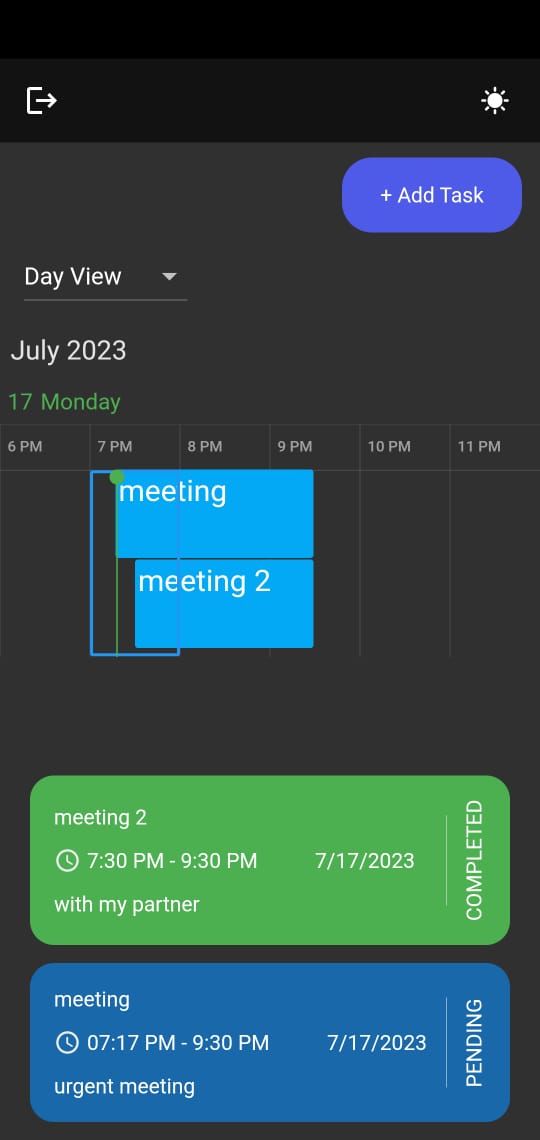 + Add Task
Day View
July 2023
17 Monday
6 PM 7 PM 8 PM 9 PM 10 PM 11 PM
meeting
meeting 2
meeting 2
7:30 PM - 9:30 PM 7/17/2023
with my partner
COMPLETED
meeting
07:17 PM - 9:30 PM 7/17/2023
urgent meeting
PENDING